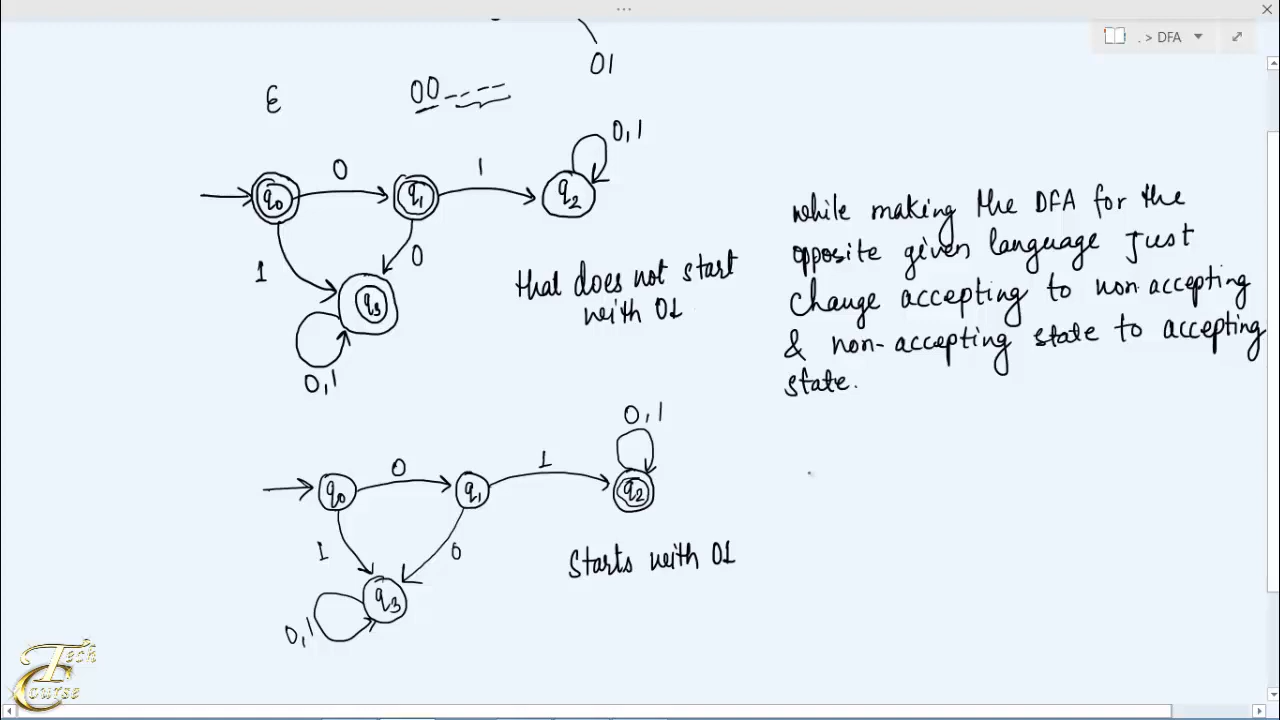 . > DFA
01
ε
00
0
1
0,1
q0
q1
q2
1
0
q3
0,1
that does not start
with 01
while making the DFA for the
opposite given language just
change accepting to non accepting
& non-accepting state to accepting
state.
0,1
0
1
q0
q1
q2
1
0
q3
0,1
Starts with 01
Tech
Course